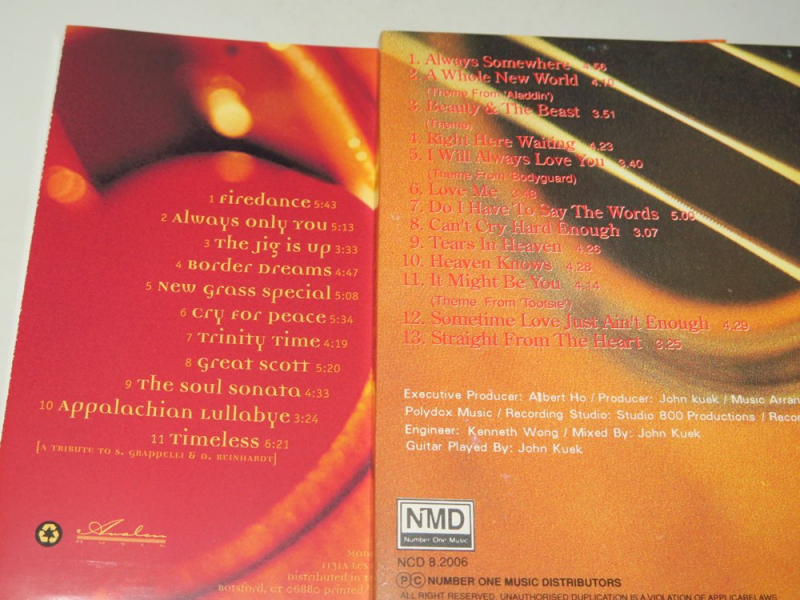 1 Firedance 5:43
2 Always only you 5:13
3 The jig is up 3:33
4 Border Dreams 4:47
5 New grass special 5:08
6 Cry for peace 5:34
7 Trinity Time 4:19
8 Great scott 5:20
9 The soul sonata 4:33
10 Appalachian Lullabye 3:24
11 Timeless 6:21
[A TRIBUTE TO S. GRAPPELLI & D. REINHARDT]
Avalon
MUSIC
Distributed in
Botsford, CT 06880 printed
1. Always Somewhere 4.56
2. A Whole New World 4.10
(Theme From 'Aladdin')
3. Beauty & The Beast 3.51
(Theme)
4. Right Here Waiting 4.23
5. I Will Always Love You 3.40
(Theme From 'Bodyguard)
6. Love Me 3.48
7. Do I Have To Say The Words 5.06
8. Can't Cry Hard Enough 3.07
9. Tears In Heaven 4.26
10. Heaven Knows 4.28
11. It Might Be You 4.14
(Theme From 'Tootsie')
12. Sometime Love Just Ain't Enough 4.29
13. Straight From The Heart 3.25
Executive Producer: Albert Ho / Producer: John kuek / Music Arran
Polydox Music / Recording Studio: Studio 800 Productions / Recor
Engineer: Kenneth Wong / Mixed By: John Kuek
Guitar Played By: John Kuek
NMD
Number One Music
NCD 8.2006
Ⓟ Ⓒ NUMBER ONE MUSIC DISTRIBUTORS
ALL RIGHT RESERVED. UNAUTHORISED DUPLICATION IS A VIOLATION OF APPLICABLE LAWS